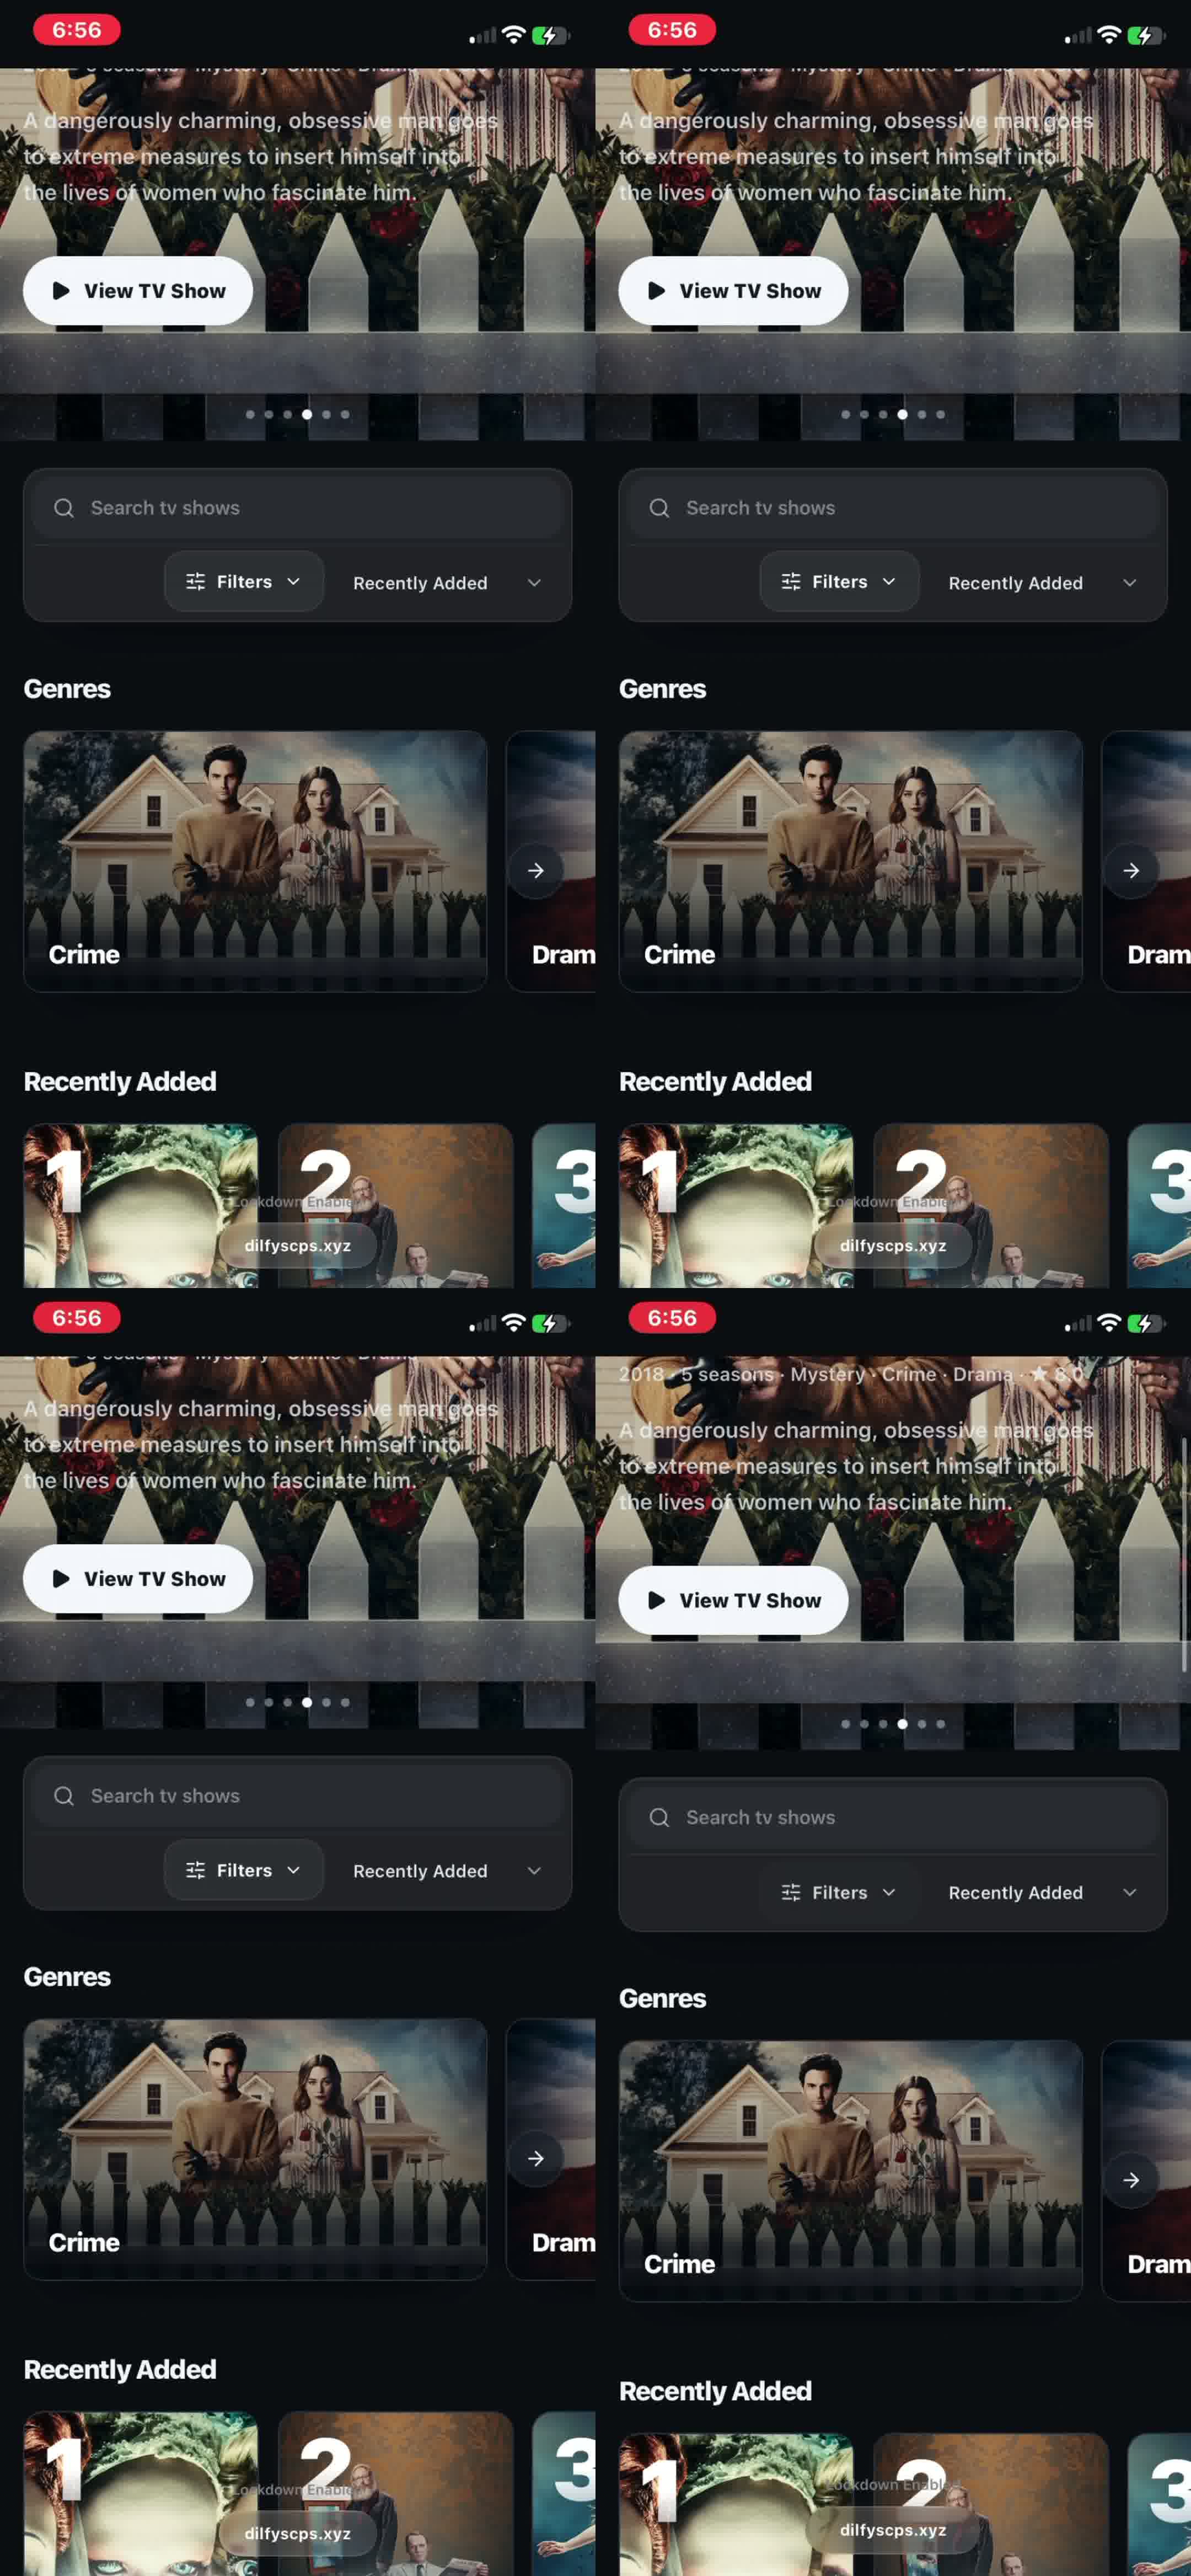 6:56
A dangerously charming, obsessive man goes
to extreme measures to insert himself into
the lives of women who fascinate him.
View TV Show
Search tv shows
Filters
Recently Added
Genres
Crime
Dram
Recently Added
1
2
3
Lockdown Enable
dilfyscps.xyz
6:56
A dangerously charming, obsessive man goes
to extreme measures to insert himself into
the lives of women who fascinate him.
View TV Show
Search tv shows
Filters
Recently Added
Genres
Crime
Dram
Recently Added
1
2
3
Lockdown Enable
dilfyscps.xyz
6:56
A dangerously charming, obsessive man goes
to extreme measures to insert himself into
the lives of women who fascinate him.
View TV Show
Search tv shows
Filters
Recently Added
Genres
Crime
Dram
Recently Added
1
2
3
Lockdown Enable
dilfyscps.xyz
6:56
2018 · 5 seasons · Mystery · Crime · Drama · ★ 8.0
A dangerously charming, obsessive man goes
to extreme measures to insert himself into
the lives of women who fascinate him.
View TV Show
Search tv shows
Filters
Recently Added
Genres
Crime
Dram
Recently Added
1
2
3
Lockdown Enabled
dilfyscps.xyz